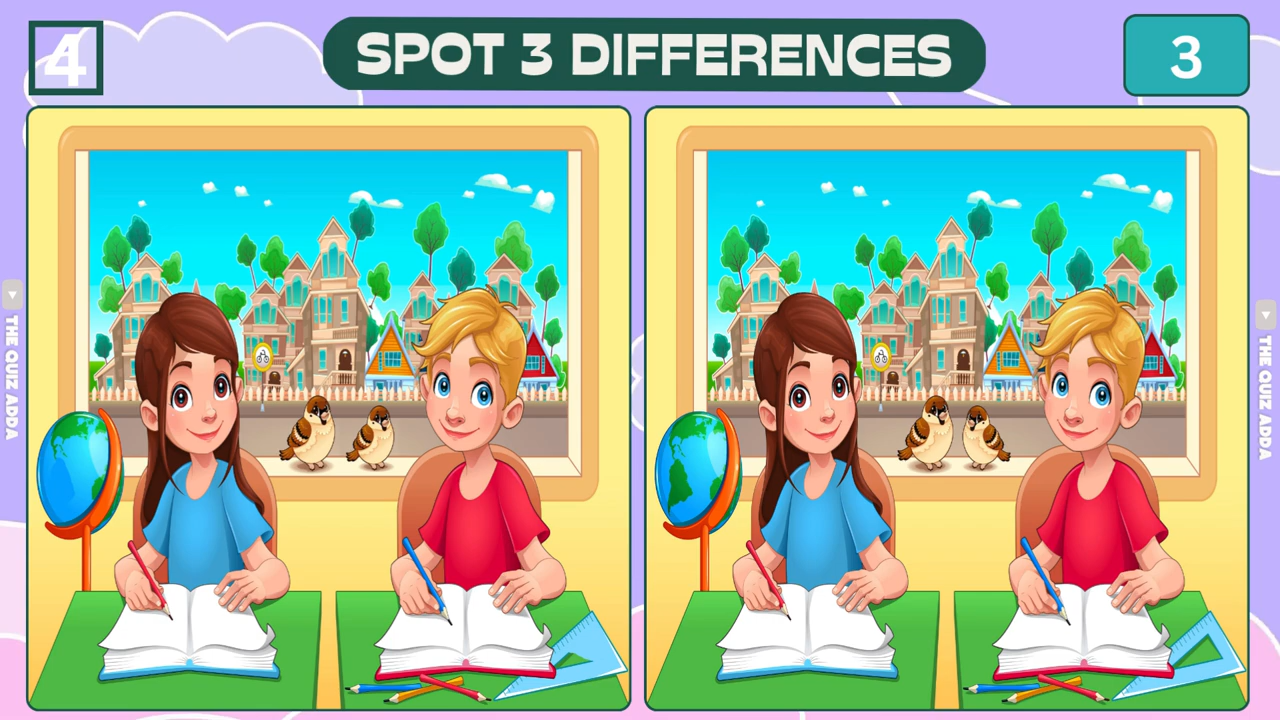 4
SPOT 3 DIFFERENCES
3
THE QUIZ ADDA
THE QUIZ ADDA